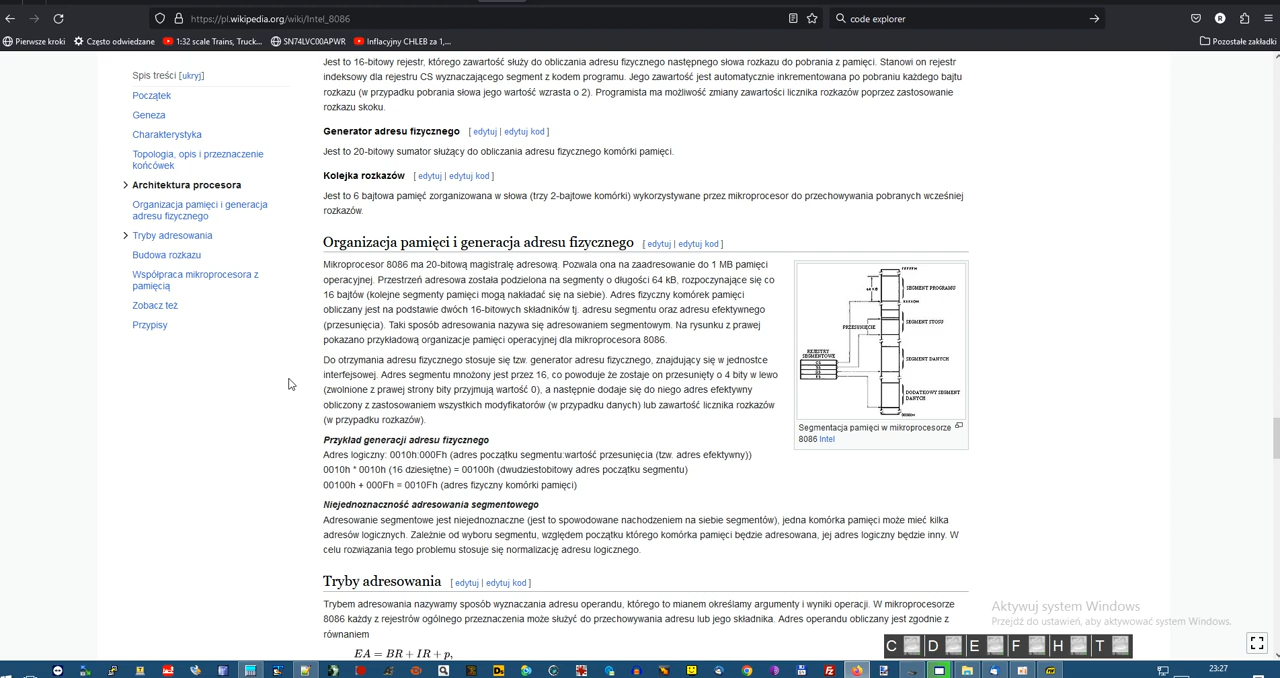 https://pl.wikipedia.org/wiki/Intel_8086
code explorer
Pierwsze kroki
Często odwiedzane
1:32 scale Trains, Truck...
SN74LVC00APWR
Inflacyjny CHLEB za 1,...
Pozostałe zakładki
Spis treści [ukryj]
Początek
Geneza
Charakterystyka
Topologia, opis i przeznaczenie
końcówek
Architektura procesora
Organizacja pamięci i generacja
adresu fizycznego
Tryby adresowania
Budowa rozkazu
Współpraca mikroprocesora z
pamięcią
Zobacz też
Przypisy
Jest to 16-bitowy rejestr, którego zawartość służy do obliczania adresu fizycznego następnego słowa rozkazu do pobrania z pamięci. Stanowi on rejestr
indeksowy dla rejestru CS wyznaczającego segment z kodem programu. Jego zawartość jest automatycznie inkrementowana po pobraniu każdego bajtu
rozkazu (w przypadku pobrania słowa jego wartość wzrasta o 2). Programista ma możliwość zmiany zawartości licznika rozkazów poprzez zastosowanie
rozkazu skoku.
Generator adresu fizycznego [ edytuj | edytuj kod ]
Jest to 20-bitowy sumator służący do obliczania adresu fizycznego komórki pamięci.
Kolejka rozkazów [ edytuj | edytuj kod ]
Jest to 6 bajtowa pamięć zorganizowana w słowa (trzy 2-bajtowe komórki) wykorzystywane przez mikroprocesor do przechowywania pobranych wcześniej
rozkazów.
Organizacja pamięci i generacja adresu fizycznego [ edytuj | edytuj kod ]
Mikroprocesor 8086 ma 20-bitową magistralę adresową. Pozwala ona na zaadresowanie do 1 MB pamięci
operacyjnej. Przestrzeń adresowa została podzielona na segmenty o długości 64 kB, rozpoczynające się co
16 bajtów (kolejne segmenty pamięci mogą nakładać się na siebie). Adres fizyczny komórek pamięci
obliczany jest na podstawie dwóch 16-bitowych składników tj. adresu segmentu oraz adresu efektywnego
(przesunięcia). Taki sposób adresowania nazywa się adresowaniem segmentowym. Na rysunku z prawej
pokazano przykładową organizacje pamięci operacyjnej dla mikroprocesora 8086.
Do otrzymania adresu fizycznego stosuje się tzw. generator adresu fizycznego, znajdujący się w jednostce
interfejsowej. Adres segmentu mnożony jest przez 16, co powoduje że zostaje on przesunięty o 4 bity w lewo
(zwolnione z prawej strony bity przyjmują wartość 0), a następnie dodaje się do niego adres efektywny
obliczony z zastosowaniem wszystkich modyfikatorów (w przypadku danych) lub zawartość licznika rozkazów
(w przypadku rozkazów).
Przykład generacji adresu fizycznego
Adres logiczny: 0010h:000Fh (adres początku segmentu:wartość przesunięcia (tzw. adres efektywny))
0010h * 0010h (16 dziesiętne) = 00100h (dwudziestobitowy adres początku segmentu)
00100h + 000Fh = 0010Fh (adres fizyczny komórki pamięci)
Niejednoznaczność adresowania segmentowego
Adresowanie segmentowe jest niejednoznaczne (jest to spowodowane nachodzeniem na siebie segmentów), jedna komórka pamięci może mieć kilka
adresów logicznych. Zależnie od wyboru segmentu, względem początku którego komórka pamięci będzie adresowana, jej adres logiczny będzie inny. W
celu rozwiązania tego problemu stosuje się normalizację adresu logicznego.
Tryby adresowania [ edytuj | edytuj kod ]
Trybem adresowania nazywamy sposób wyznaczania adresu operandu, którego to mianem określamy argumenty i wyniki operacji. W mikroprocesorze
8086 każdy z rejestrów ogólnego przeznaczenia może służyć do przechowywania adresu lub jego składnika. Adres operandu obliczany jest zgodnie z
równaniem
EA = BR + IR + p,
SEGMENT PROGRAMU
SEGMENT STOSU
PRZESUNIĘCIE
REJESTRY
SEGMENTOWE
SEGMENT DANYCH
DODATKOWY SEGMENT
DANYCH
Segmentacja pamięci w mikroprocesorze
8086 Intel
Aktywuj system Windows
Przejdź do ustawień, aby aktywować system Windows.
C D E F H T
23:27